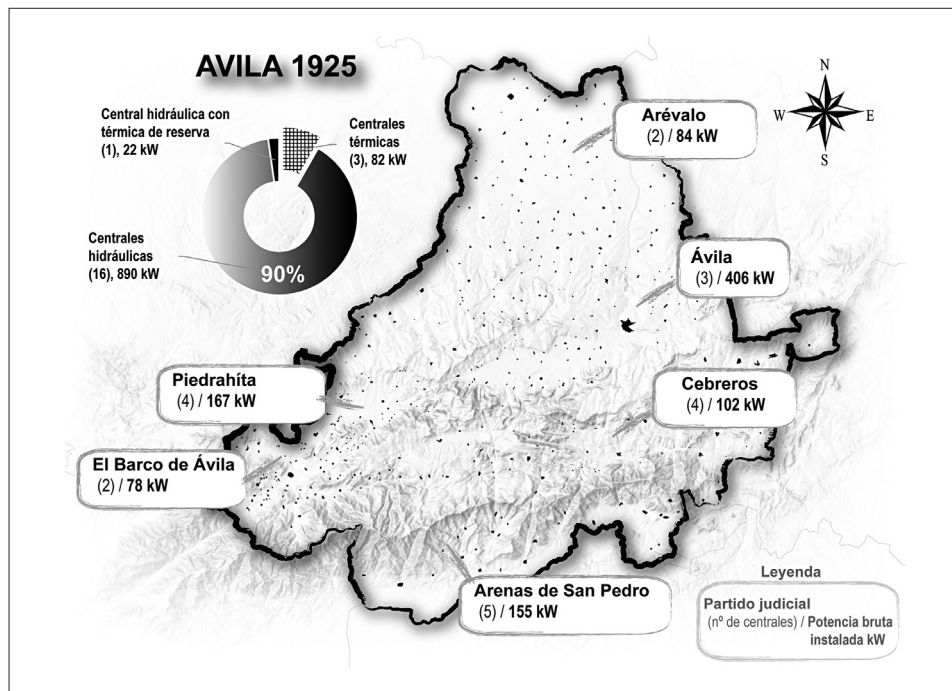 AVILA 1925
Central hidráulica con
térmica de reserva
(1), 22 kW
Centrales
térmicas
(3), 82 kW
Centrales
hidráulicas
(16), 890 kW
90%
N
W
E
S
Arévalo
(2) / 84 kW
Ávila
(3) / 406 kW
Piedrahíta
(4) / 167 kW
Cebreros
(4) / 102 kW
El Barco de Ávila
(2) / 78 kW
Arenas de San Pedro
(5) / 155 kW
Leyenda
Partido judicial
(nº de centrales) / Potencia bruta
instalada kW